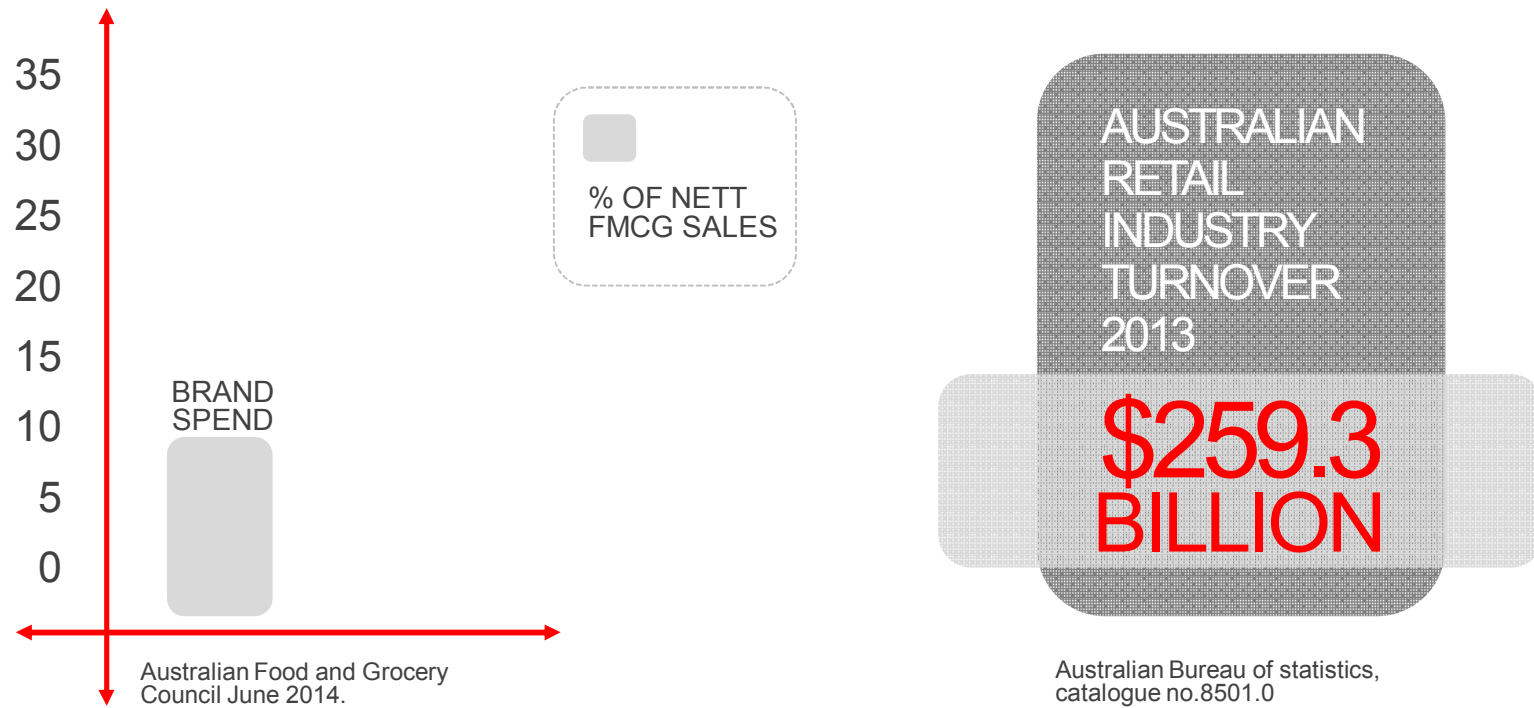 35
30
25
20
15
10
5
0
BRAND
SPEND
% OF NETT
FMCG SALES
Australian Food and Grocery
Council June 2014.
AUSTRALIAN
RETAIL
INDUSTRY
TURNOVER
2013
$259.3
BILLION
Australian Bureau of statistics,
catalogue no.8501.0